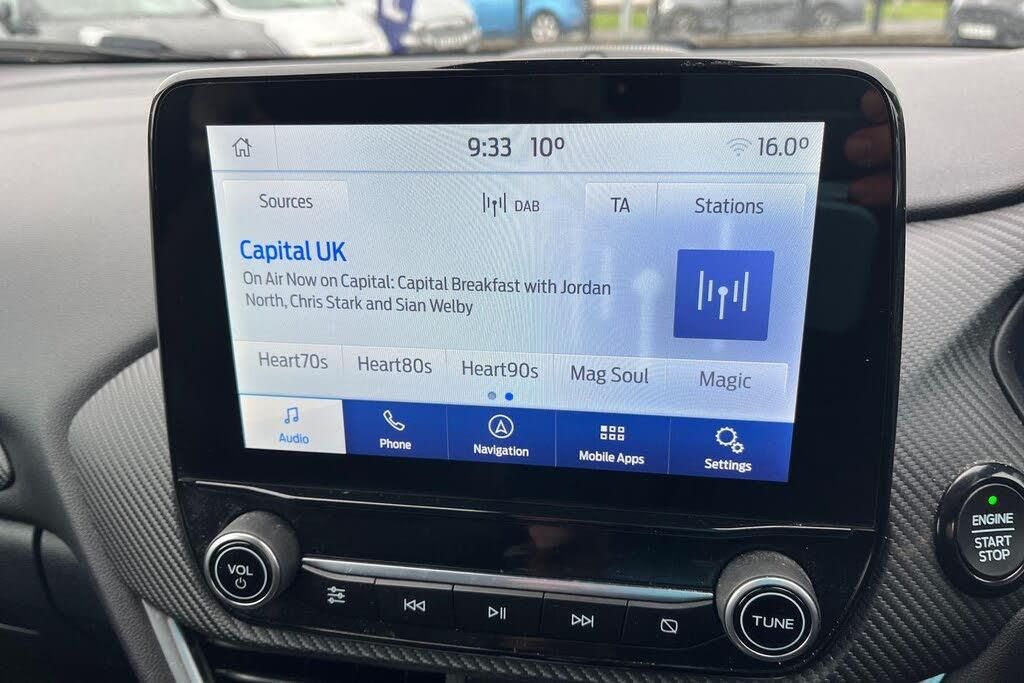 9:33 10° 16.0°
Sources DAB TA Stations
Capital UK
On Air Now on Capital: Capital Breakfast with Jordan
North, Chris Stark and Sian Welby
Heart70s Heart80s Heart90s Mag Soul Magic
Audio Phone Navigation Mobile Apps Settings
ENGINE
START
STOP
VOL
TUNE